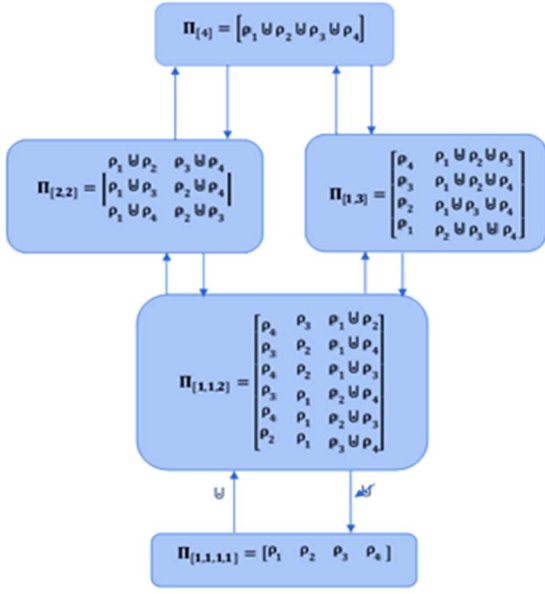 Π[4] = [ρ1 ⊎ ρ2 ⊎ ρ3 ⊎ ρ4]
ρ1 ⊎ ρ2 ρ3 ⊎ ρ4
Π[2,2] = ρ1 ⊎ ρ3 ρ2 ⊎ ρ4
ρ1 ⊎ ρ4 ρ2 ⊎ ρ3
Π[1,3] =
ρ4 ρ1 ⊎ ρ2 ⊎ ρ3
ρ3 ρ1 ⊎ ρ2 ⊎ ρ4
ρ2 ρ1 ⊎ ρ3 ⊎ ρ4
ρ1 ρ2 ⊎ ρ3 ⊎ ρ4
Π[1,1,2] =
ρ4 ρ3 ρ1 ⊎ ρ2
ρ3 ρ2 ρ1 ⊎ ρ4
ρ4 ρ2 ρ1 ⊎ ρ3
ρ3 ρ1 ρ2 ⊎ ρ4
ρ4 ρ1 ρ2 ⊎ ρ3
ρ2 ρ1 ρ3 ⊎ ρ4
⊎ ⊎
Π[1,1,1,1] = [ρ1 ρ2 ρ3 ρ4]